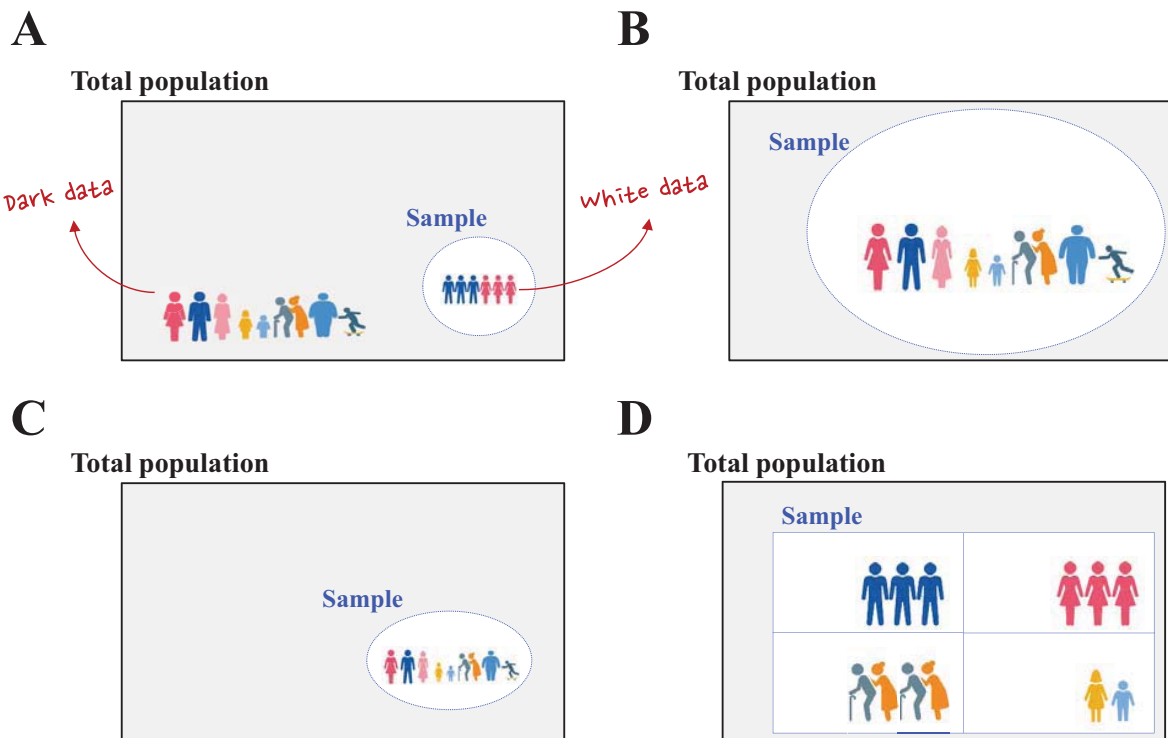 A
Total population
Dark data
Sample
White data
B
Total population
Sample
C
Total population
Sample
D
Total population
Sample